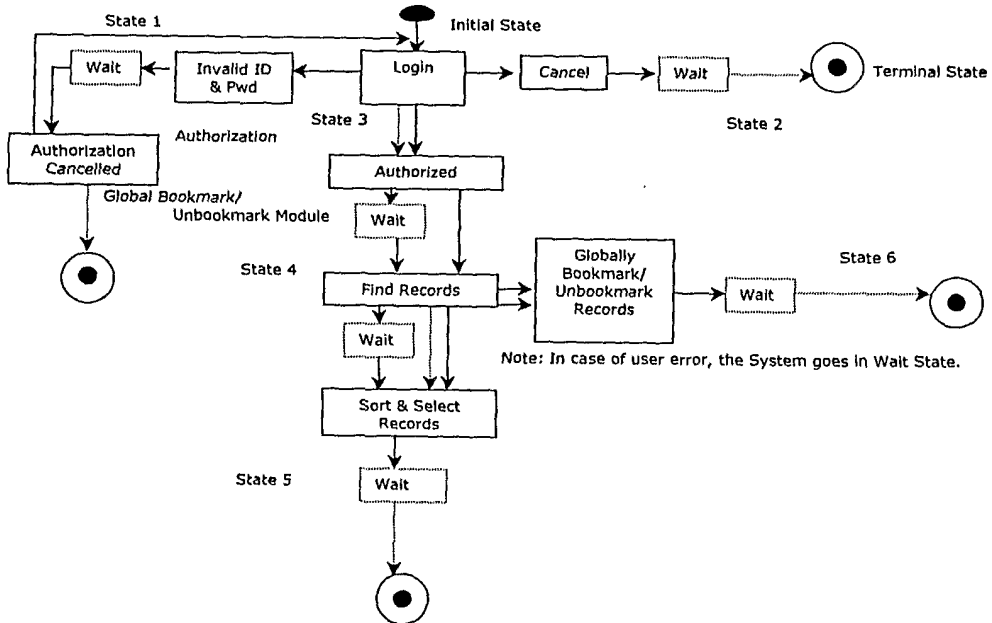 State 1
Initial State
Wait
Invalid ID
& Pwd
Login
Cancel
Wait
Terminal State
State 3
State 2
Authorization
Authorization
Cancelled
Authorized
Global Bookmark/
Unbookmark Module
Wait
State 4
Find Records
Globally
Bookmark/
Unbookmark
Records
Wait
State 6
Wait
Note: In case of user error, the System goes in Wait State.
Sort & Select
Records
State 5
Wait